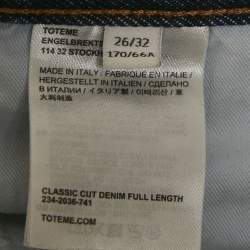 TOTEME
ENGELBREKT
114 32 STOCKH
26/32
170/66A
MADE IN ITALY / FABRIQUE EN ITALIE /
HERGESTELLT IN ITALIEN / СДЕЛАНО
В ИТАЛИИ / イタリア製 / 이태리산 / 意
大利制造
CLASSIC CUT DENIM FULL LENGTH
234-2036-741
TOTEME.COM